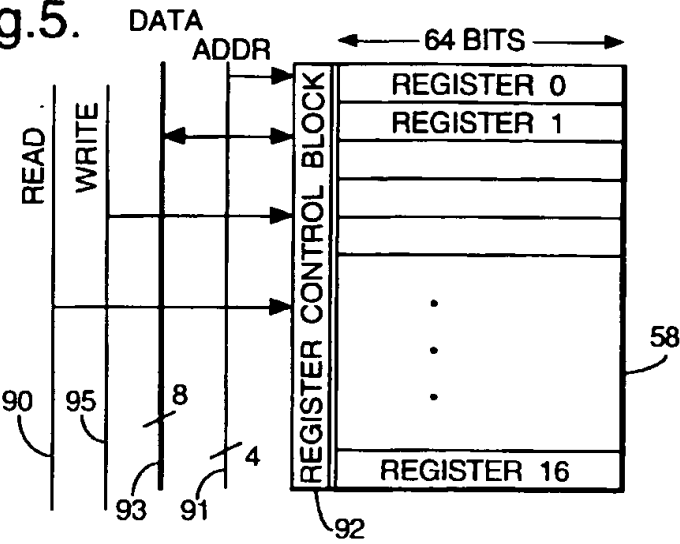 g.5.
DATA
ADDR
64 BITS
READ
WRITE
REGISTER CONTROL BLOCK
REGISTER 0
REGISTER 1
REGISTER 16
58
90
95
8
4
93
91
92